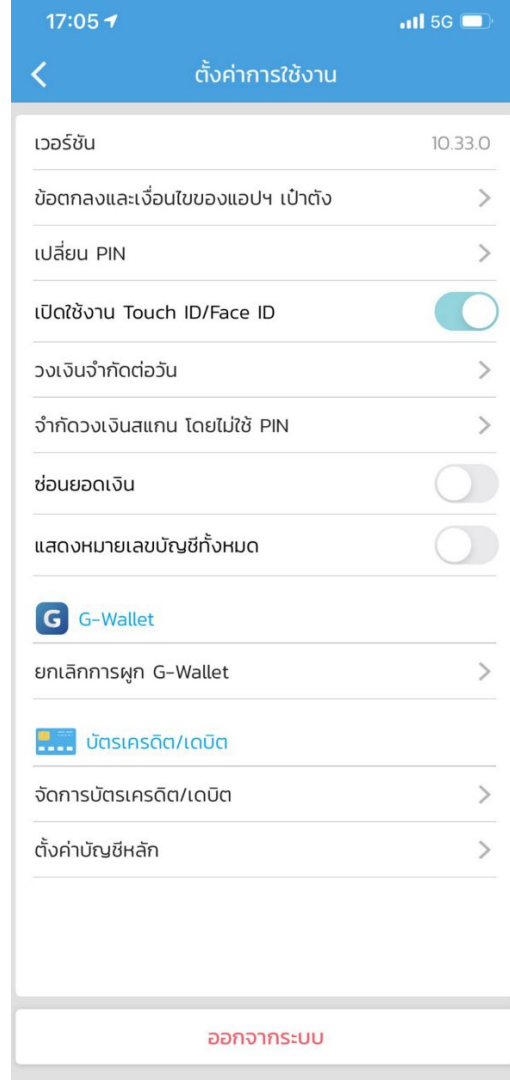 17:05
5G
ตั้งค่าการใช้งาน
เวอร์ชัน 10.33.0
ข้อตกลงและเงื่อนไขของแอปฯ เป๋าตัง
เปลี่ยน PIN
เปิดใช้งาน Touch ID/Face ID
วงเงินจำกัดต่อวัน
จำกัดวงเงินสแกน โดยไม่ใช้ PIN
ซ่อนยอดเงิน
แสดงหมายเลขบัญชีทั้งหมด
G G-Wallet
ยกเลิกการผูก G-Wallet
บัตรเครดิต/เดบิต
จัดการบัตรเครดิต/เดบิต
ตั้งค่าบัญชีหลัก
ออกจากระบบ